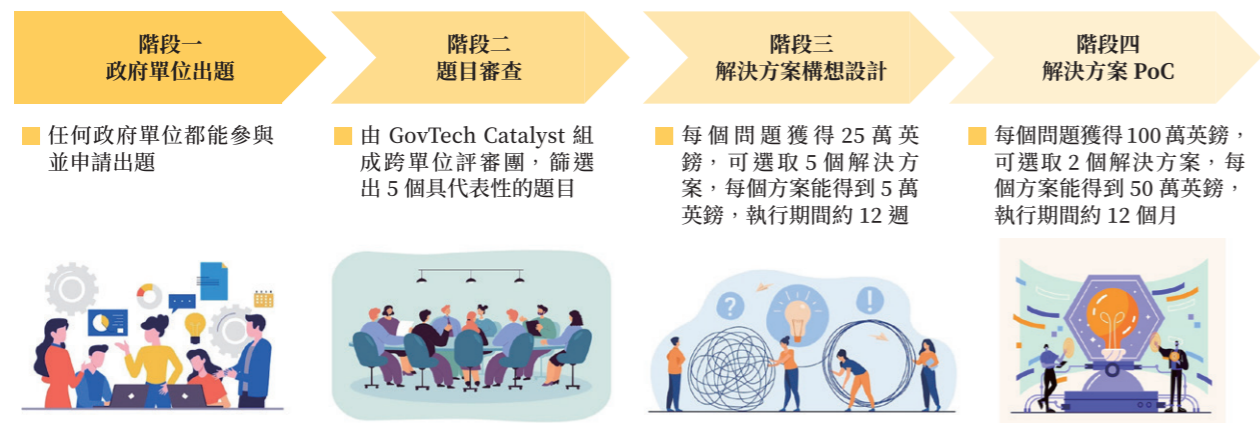 階段一
政府單位出題
任何政府單位都能參與
並申請出題
階段二
題目審查
由 GovTech Catalyst 組
成跨單位評審團，篩選
出 5 個具代表性的題目
階段三
解決方案構想設計
每個問題獲得 25 萬英
鎊，可選取 5 個解決方
案，每個方案能得到 5 萬
英鎊，執行期間約 12 週
階段四
解決方案 PoC
每個問題獲得 100 萬英鎊，
可選取 2 個解決方案，每
個方案能得到 50 萬英鎊，
執行期間約 12 個月
?
!